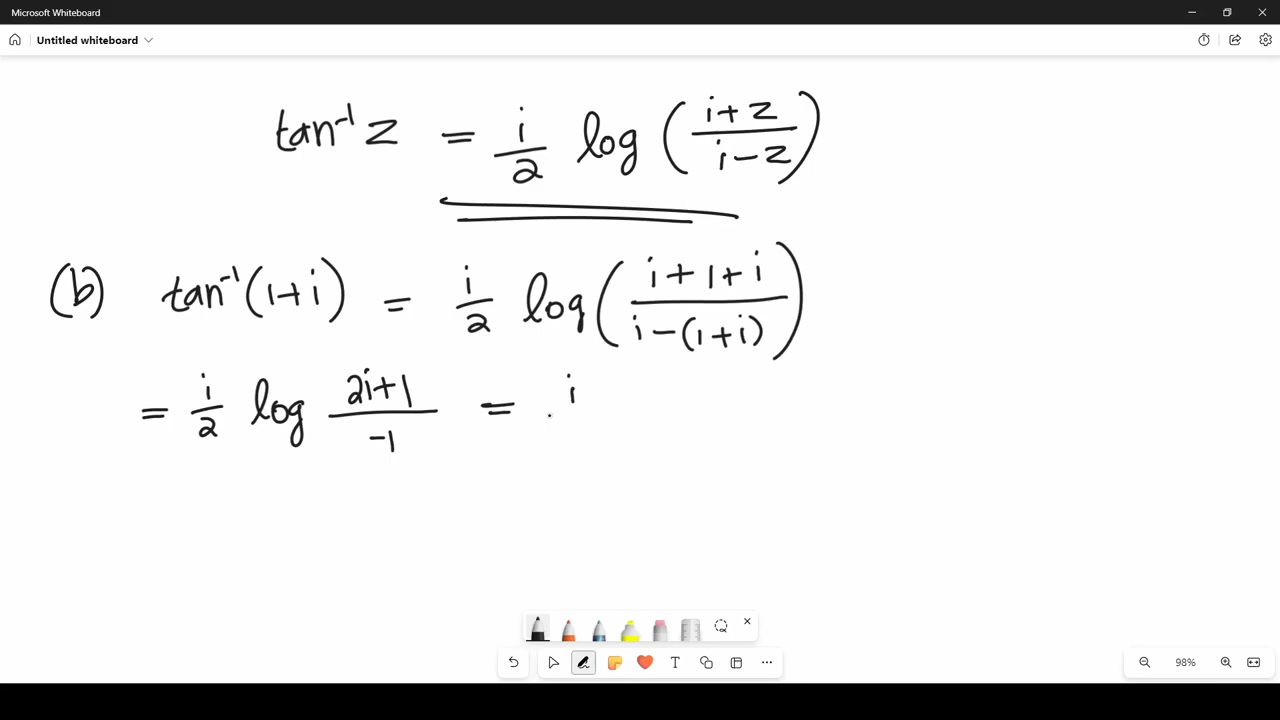 Microsoft Whiteboard
Untitled whiteboard
tan⁻¹ z = i/2 log ( (i+z)/(i−z) )
(b) tan⁻¹(1+i) = i/2 log( (i+1+i)/(i−(1+i)) )
= i/2 log (2i+1)/(−1) = i
98%